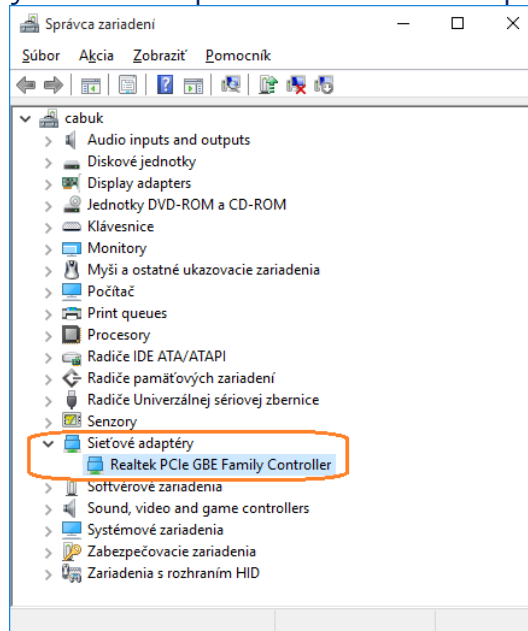 Správca zariadení
Súbor Akcia Zobraziť Pomocník
cabuk
Audio inputs and outputs
Diskové jednotky
Display adapters
Jednotky DVD-ROM a CD-ROM
Klávesnice
Monitory
Myši a ostatné ukazovacie zariadenia
Počítač
Print queues
Procesory
Radiče IDE ATA/ATAPI
Radiče pamäťových zariadení
Radiče Univerzálnej sériovej zbernice
Senzory
Sieťové adaptéry
Realtek PCIe GBE Family Controller
Softvérové zariadenia
Sound, video and game controllers
Systémové zariadenia
Zabezpečovacie zariadenia
Zariadenia s rozhraním HID